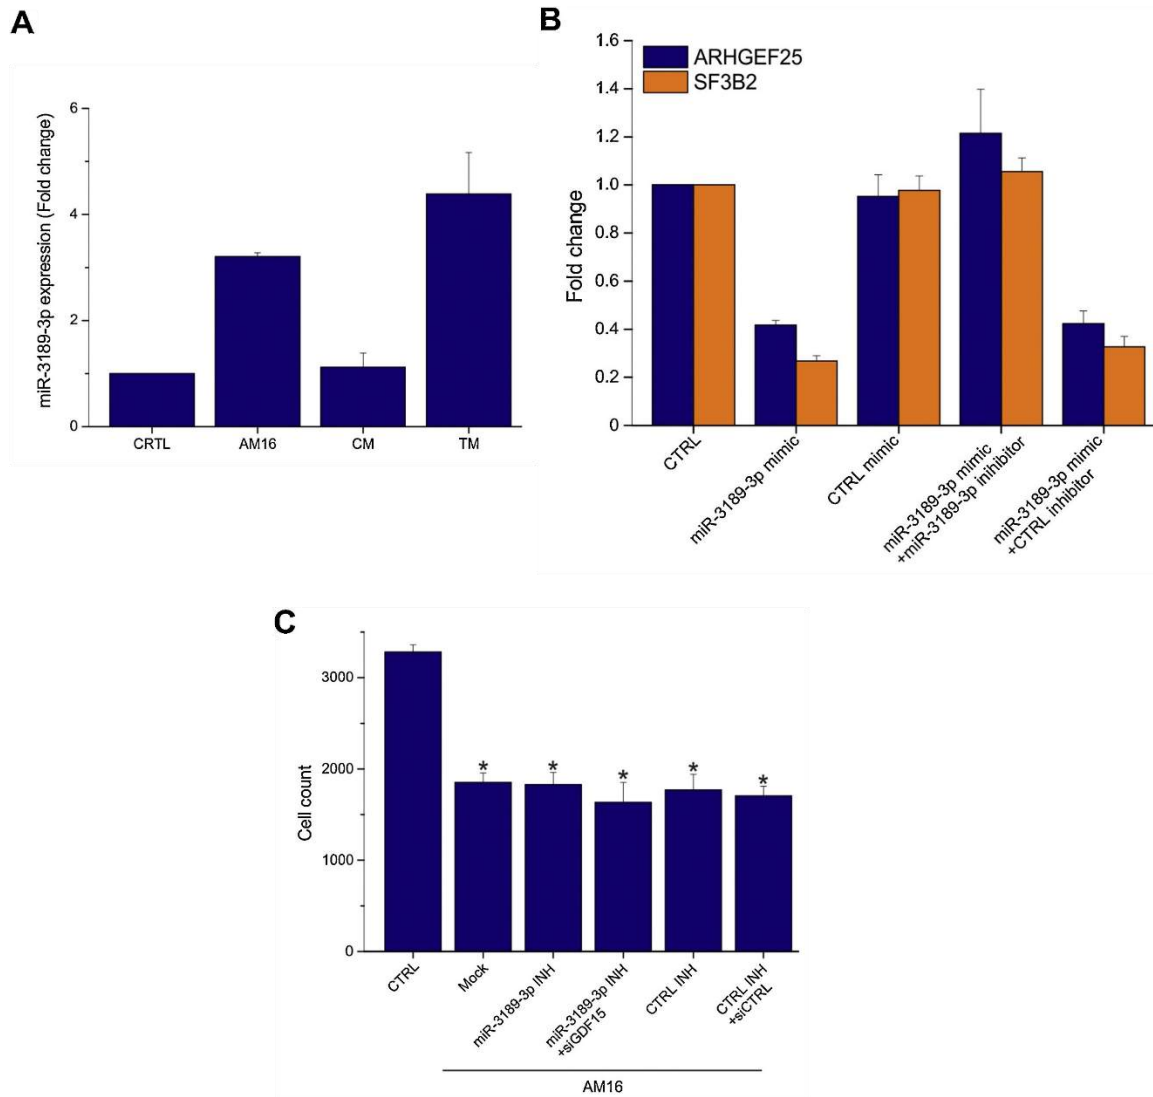 A
miR-3189-3p expression (Fold change)
6
4
2
0
CRTL
AM16
CM
TM
B
Fold change
1.6
1.4
1.2
1.0
0.8
0.6
0.4
0.2
0
ARHGEF25
SF3B2
CTRL
miR-3189-3p mimic
CTRL mimic
miR-3189-3p mimic
+miR-3189-3p inihibitor
miR-3189-3p mimic
+CTRL inhibitor
C
Cell count
3000
2000
1000
0
* * * * *
CTRL
Mock
miR-3189-3p INH
miR-3189-3p INH
+siGDF15
CTRL INH
CTRL INH
+siCTRL
AM16